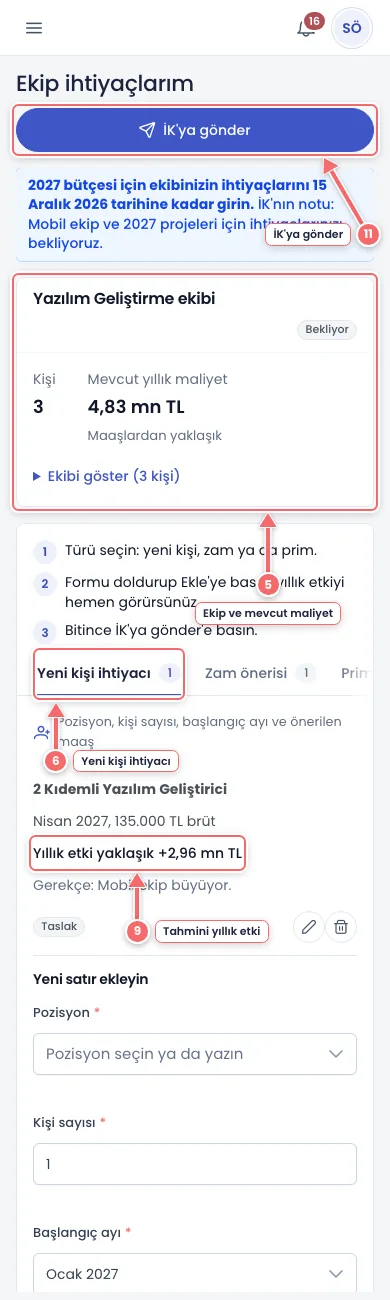 16
SÖ
Ekip ihtiyaçlarım
İK'ya gönder
2027 bütçesi için ekibinizin ihtiyaçlarını 15
Aralık 2026 tarihine kadar girin. İK'nın notu:
Mobil ekip ve 2027 projeleri için
bekliyoruz.
İK'ya gönder
11
Yazılım Geliştirme ekibi
Bekliyor
Kişi
Mevcut yıllık maliyet
3
4,83 mn TL
Maaşlardan yaklaşık
Ekibi göster (3 kişi)
1 Türü seçin: yeni kişi, zam ya da prim.
2 Formu doldurup Ekle'ye yıllık etkiyi
hemen görürsünüz
5
Ekip ve mevcut maliyet
3 Bitince İK'ya gönder'e basın.
Yeni kişi ihtiyacı 1
Zam önerisi 1
Pozisyon, kişi sayısı, başlangıç ayı ve önerilen
maaş
6
Yeni kişi ihtiyacı
2 Kıdemli Yazılım Geliştirici
Nisan 2027, 135.000 TL brüt
Yıllık etki yaklaşık +2,96 mn TL
Gerekçe: Mobil ekip büyüyor.
Taslak
9
Tahmini yıllık etki
Yeni satır ekleyin
Pozisyon *
Pozisyon seçin ya da yazın
Kişi sayısı *
1
Başlangıç ayı *
Ocak 2027